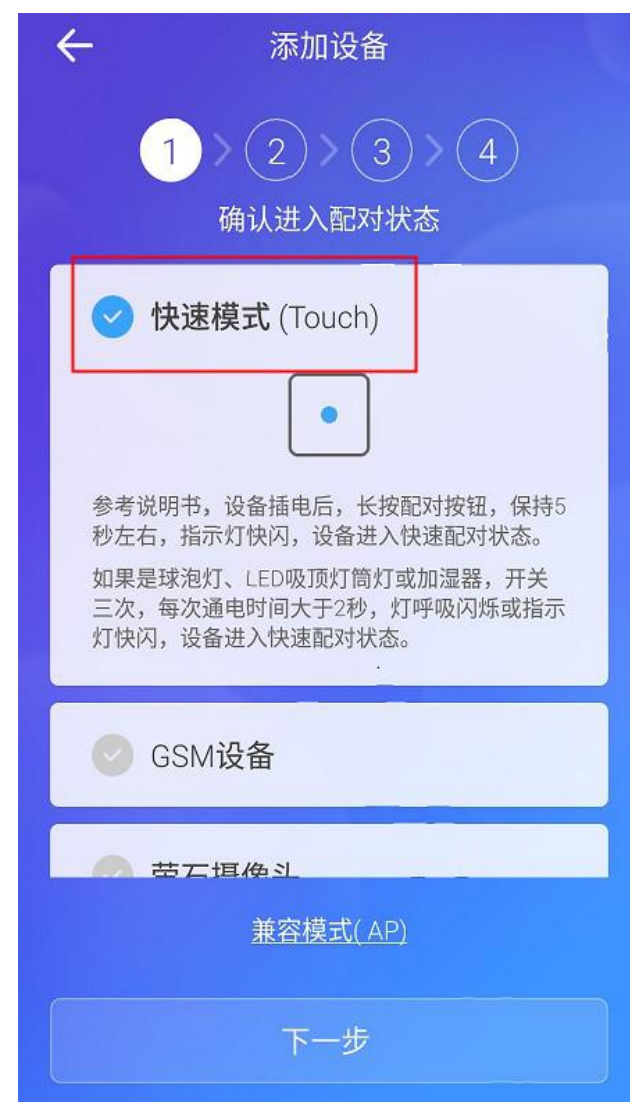 添加设备
1 > 2 > 3 > 4
确认进入配对状态
快速模式 (Touch)
参考说明书，设备插电后，长按配对按钮，保持5
秒左右，指示灯快闪，设备进入快速配对状态。
如果是球泡灯、LED吸顶灯筒灯或加湿器，开关
三次，每次通电时间大于2秒，灯呼吸闪烁或指示
灯快闪，设备进入快速配对状态。
GSM设备
萤石摄像头
兼容模式( AP)
下一步